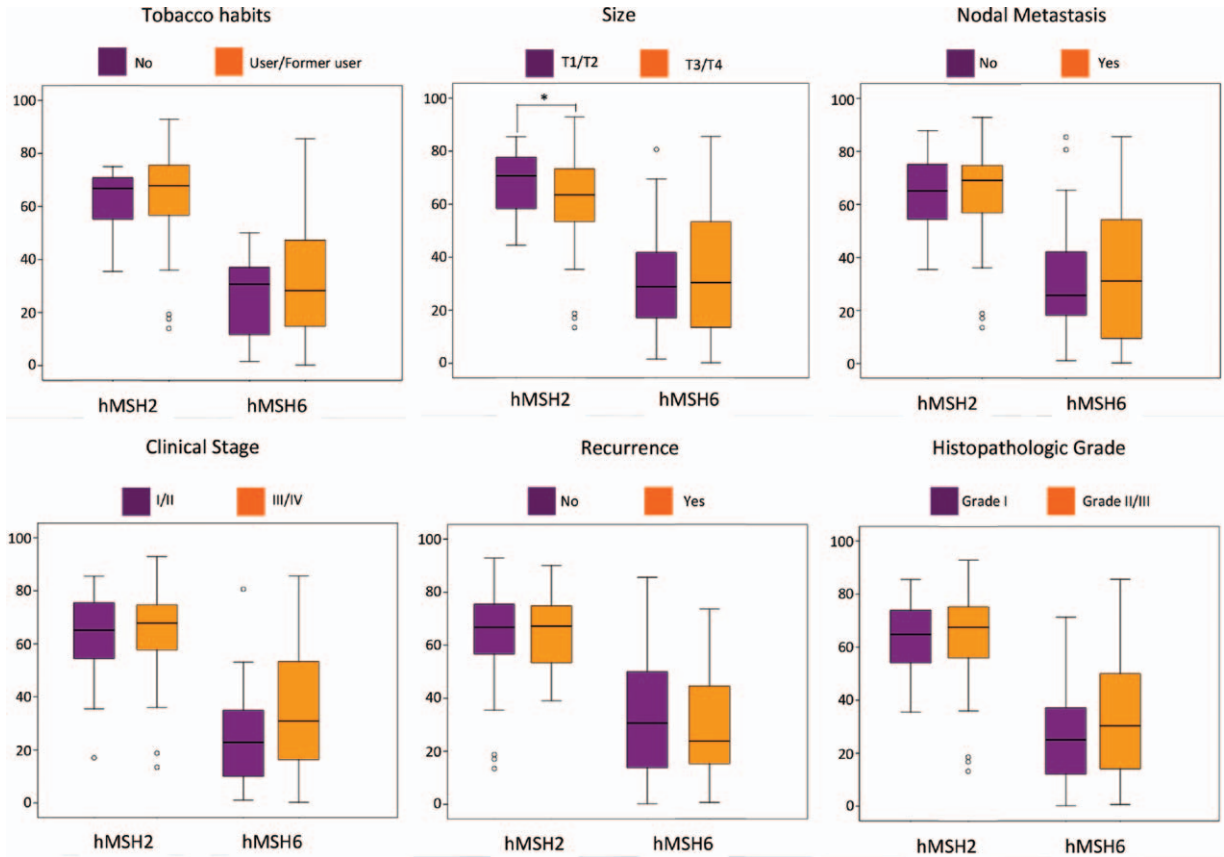 Tobacco habits
No User/Former user
100
80
60
40
20
0
hMSH2 hMSH6
Size
T1/T2 T3/T4
*
100
80
60
40
20
0
hMSH2 hMSH6
Nodal Metastasis
No Yes
100
80
60
40
20
0
hMSH2 hMSH6
Clinical Stage
I/II III/IV
100
80
60
40
20
0
hMSH2 hMSH6
Recurrence
No Yes
100
80
60
40
20
0
hMSH2 hMSH6
Histopathologic Grade
Grade I Grade II/III
100
80
60
40
20
0
hMSH2 hMSH6